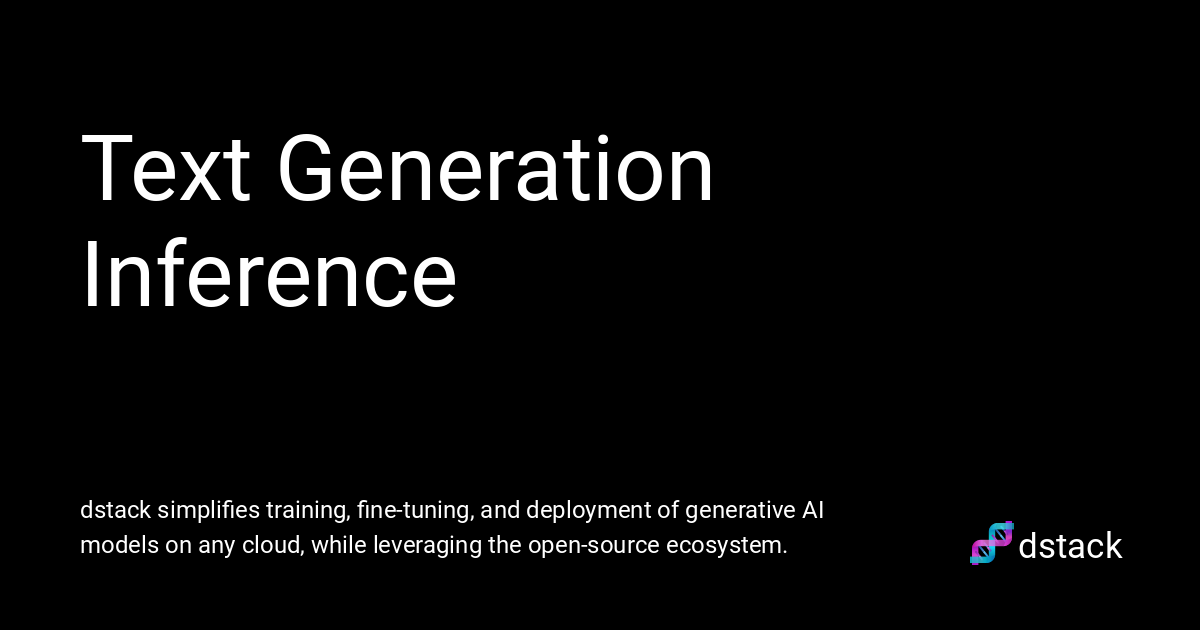 Text Generation
Inference
dstack simplifies training, fine-tuning, and deployment of generative AI
models on any cloud, while leveraging the open-source ecosystem.
dstack